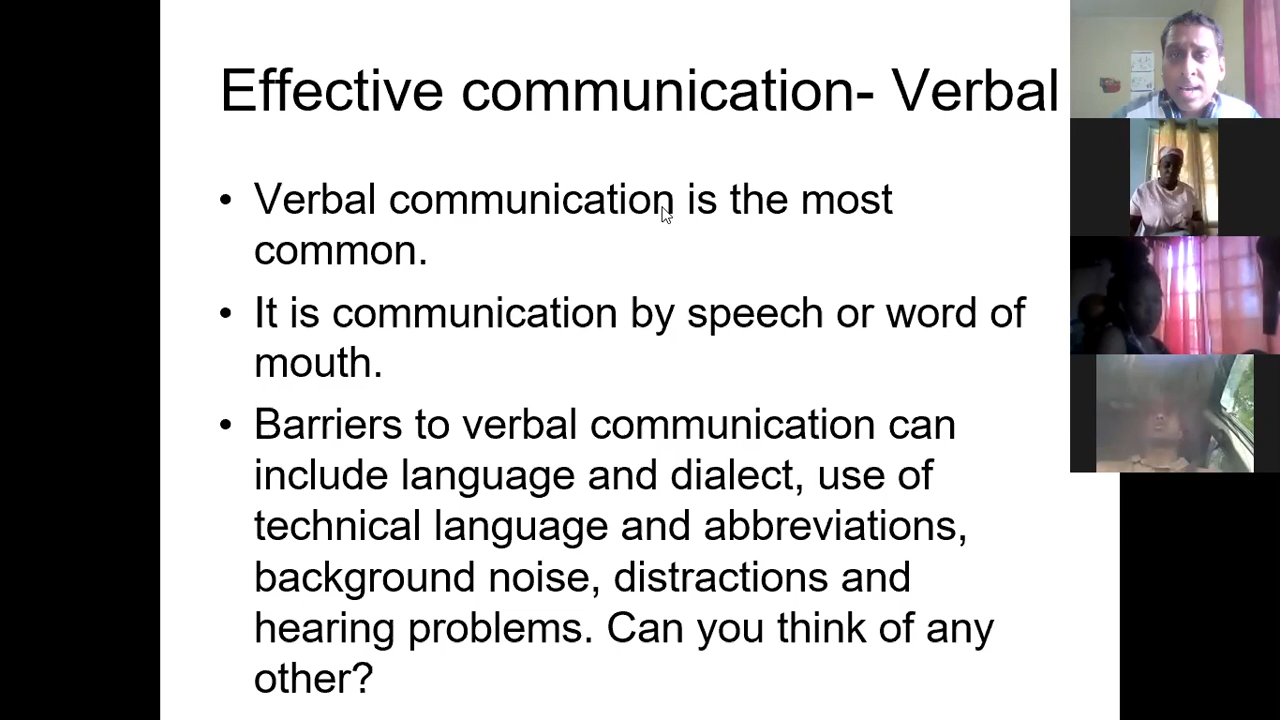 Effective communication- Verbal
• Verbal communication is the most
common.
• It is communication by speech or word of
mouth.
• Barriers to verbal communication can
include language and dialect, use of
technical language and abbreviations,
background noise, distractions and
hearing problems. Can you think of any
other?